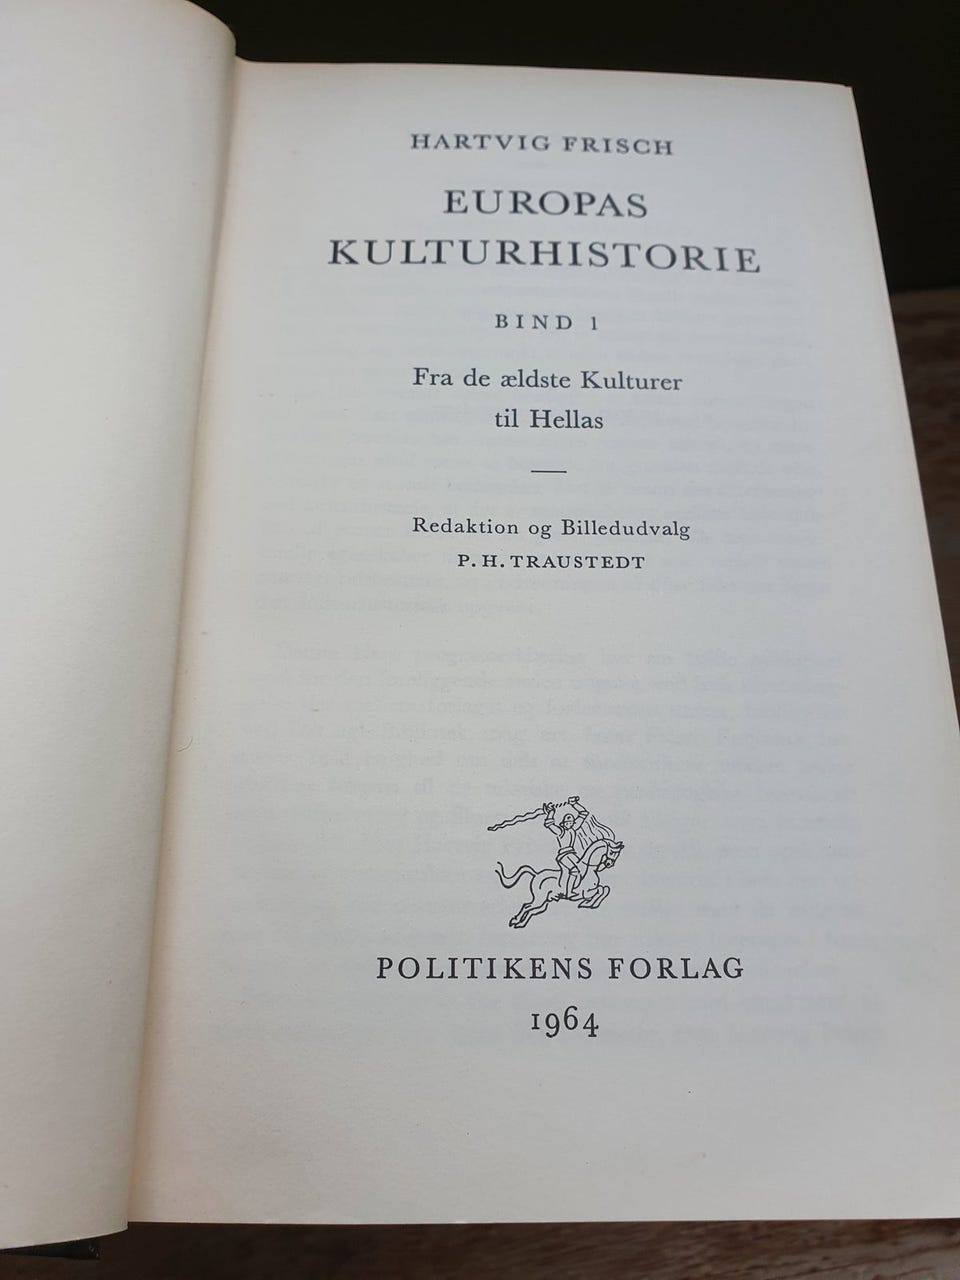 HARTVIG FRISCH
EUROPAS
KULTURHISTORIE
BIND 1
Fra de ældste Kulturer
til Hellas
Redaktion og Billedudvalg
P. H. TRAUSTEDT
POLITIKENS FORLAG
1964